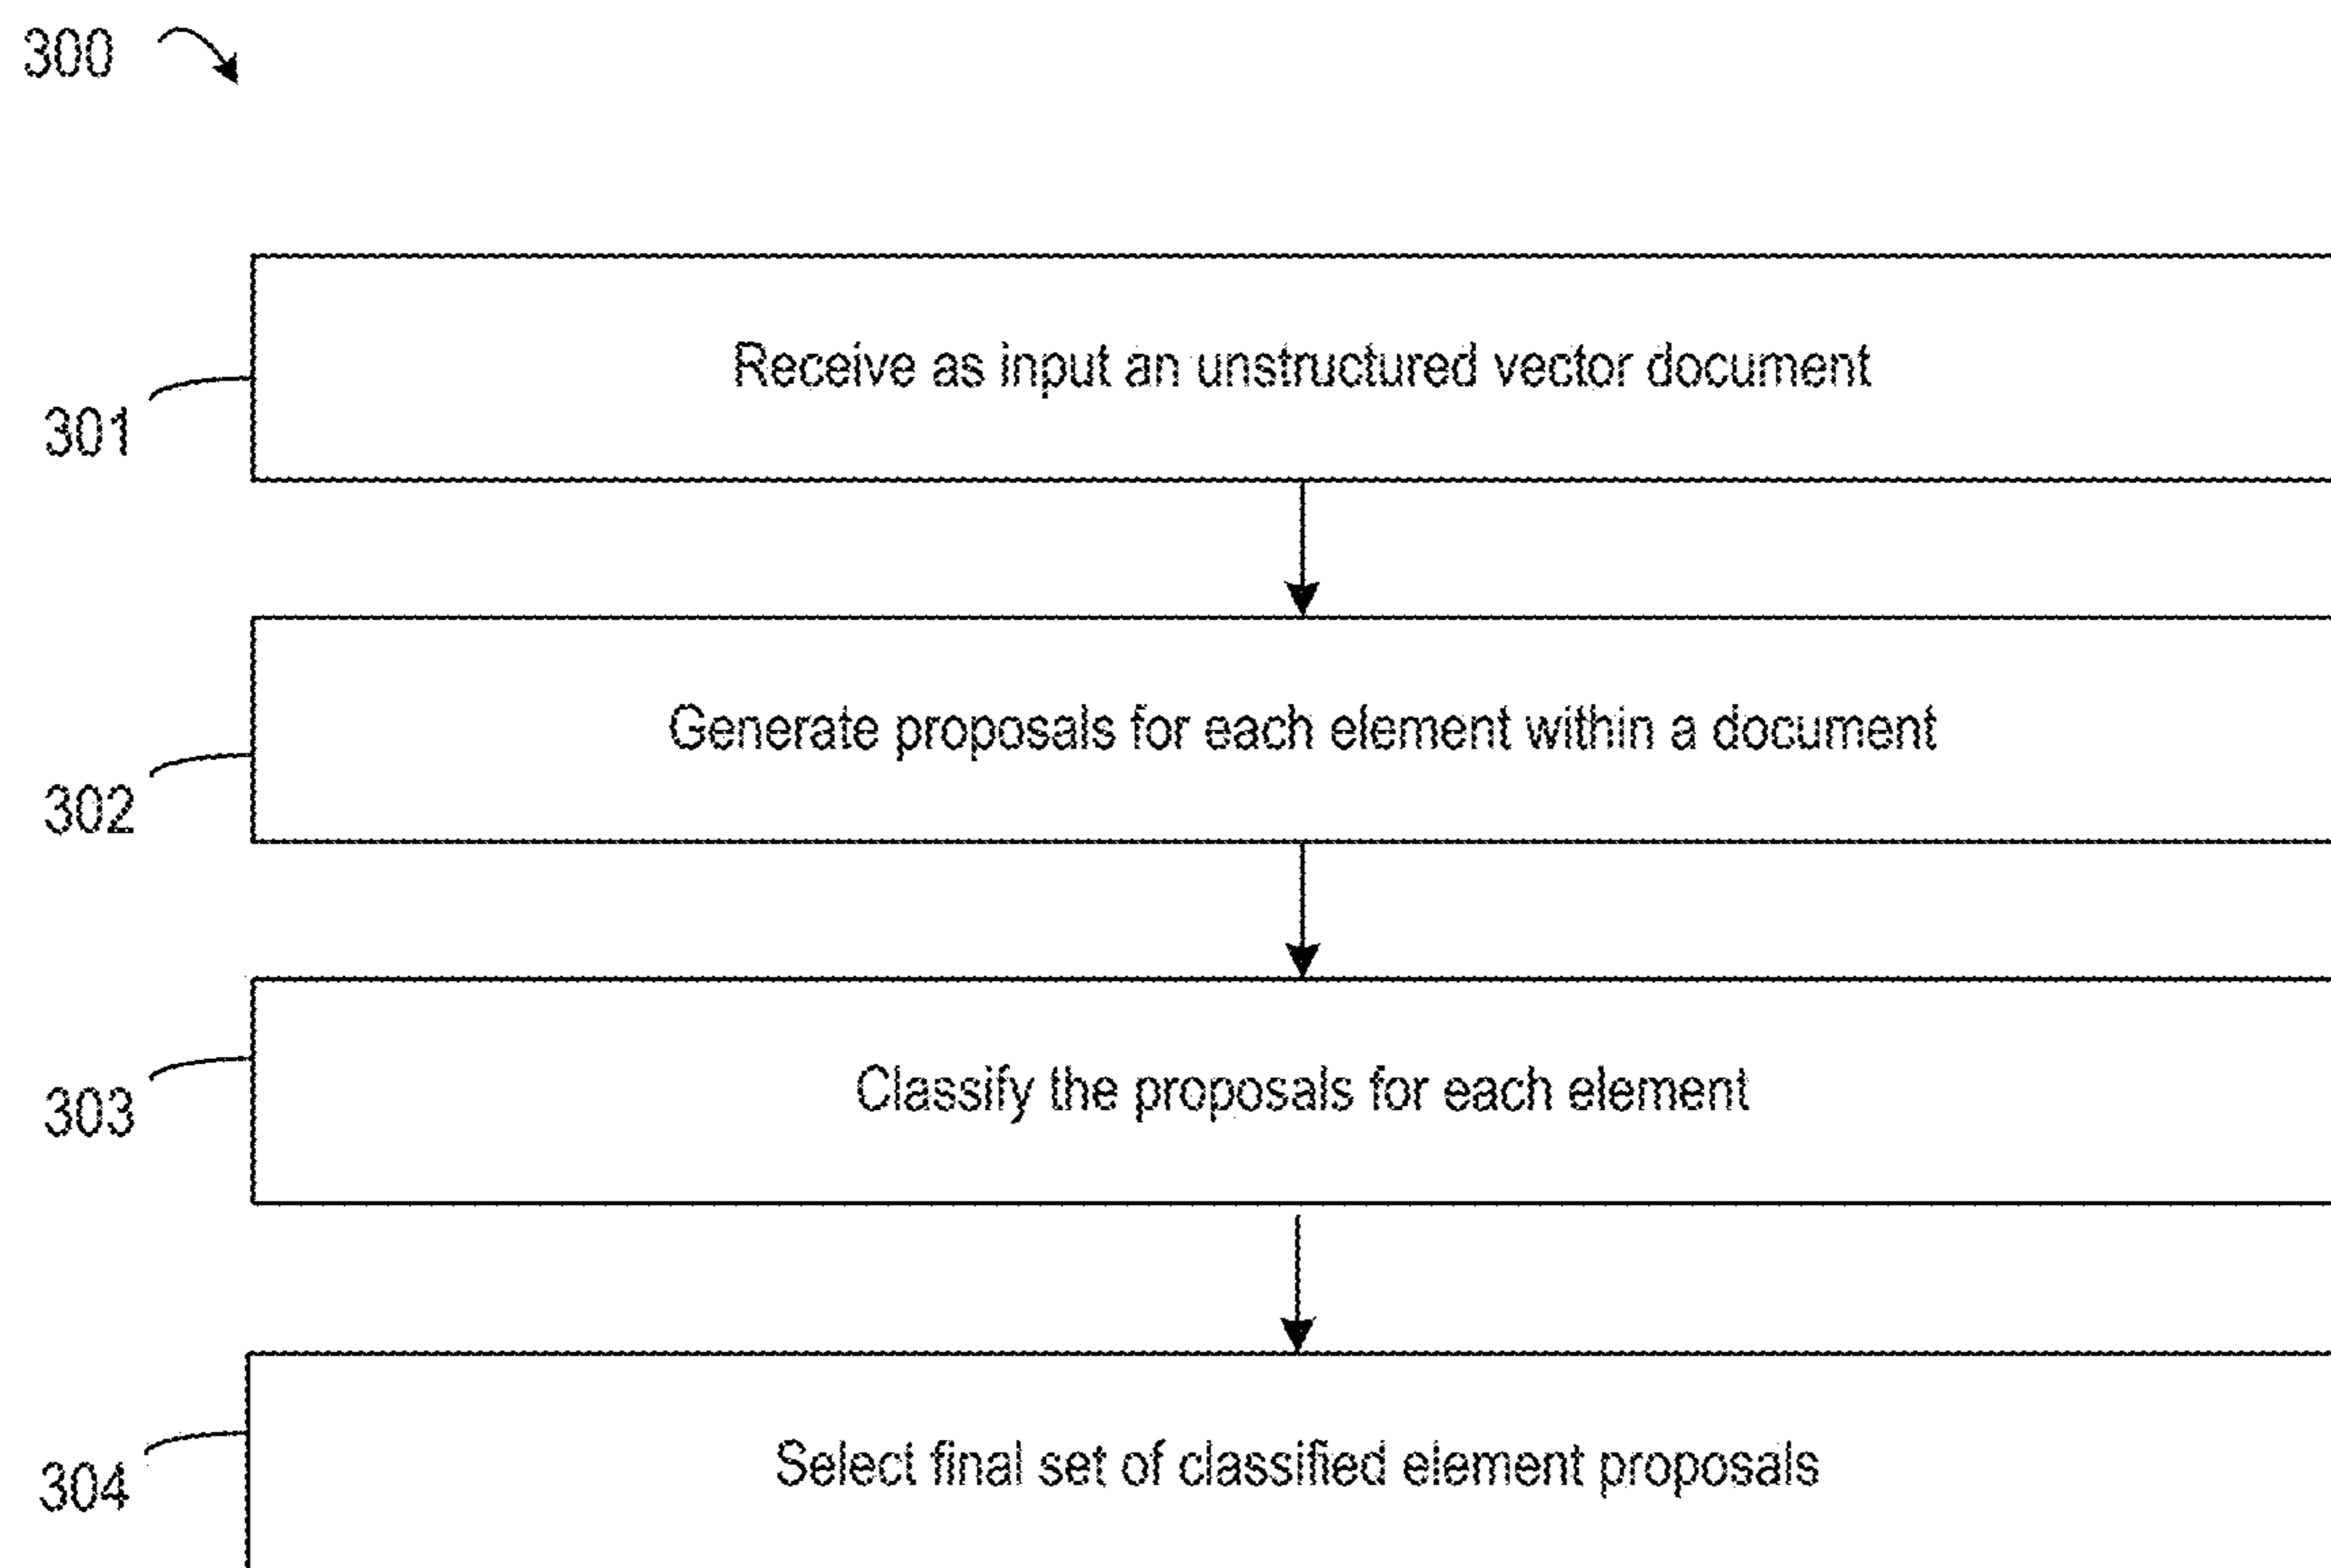 300
Receive as input an unstructured vector document
301
Generate proposals for each element within a document
302
Classify the proposals for each element
303
Select final set of classified element proposals
304